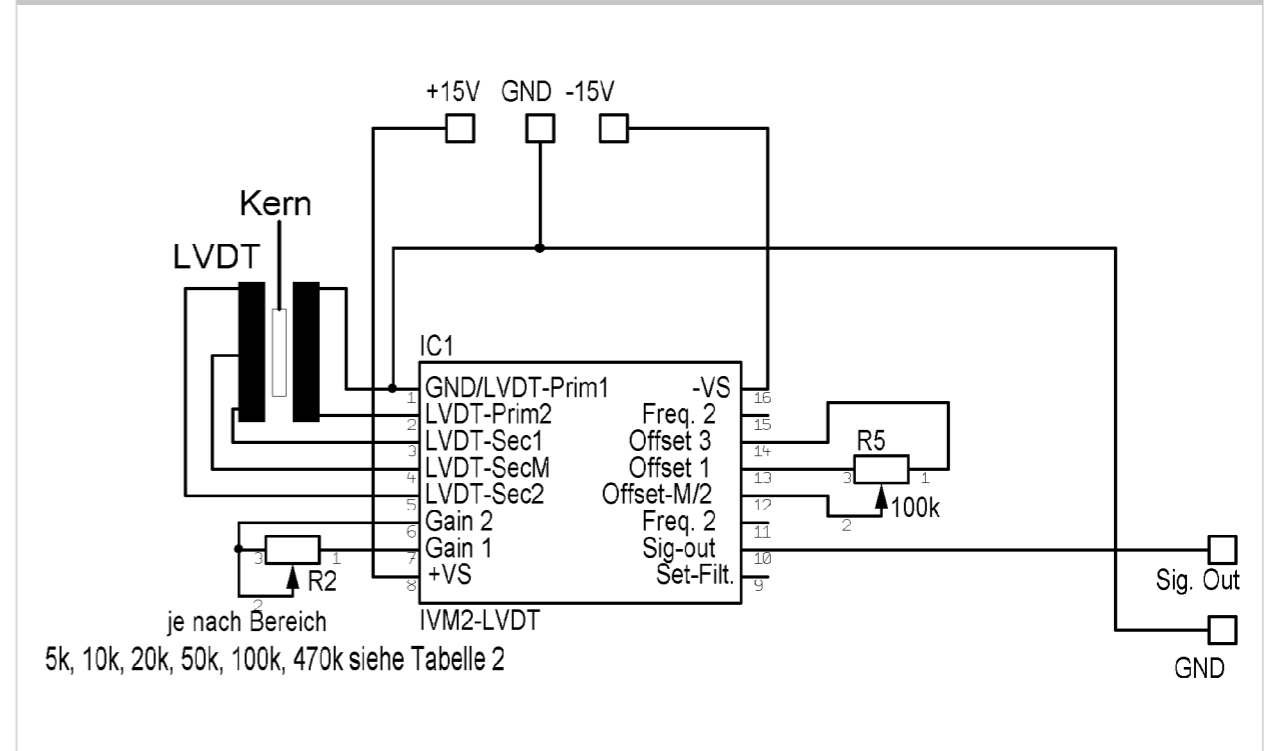 +15V GND -15V
Kern
LVDT
IC1
GND/LVDT-Prim1
-VS
1
16
LVDT-Prim2
Freq. 2
2
15
LVDT-Sec1
Offset 3
3
14
LVDT-SecM
Offset 1
4
13
LVDT-Sec2
Offset-M/2
5
12
Gain 2
Freq. 2
6
11
Gain 1
Sig-out
7
10
+VS
Set-Filt.
8
9
R5
3
1
100k
2
3
1
R2
2
IVM2-LVDT
je nach Bereich
5k, 10k, 20k, 50k, 100k, 470k siehe Tabelle 2
Sig. Out
GND